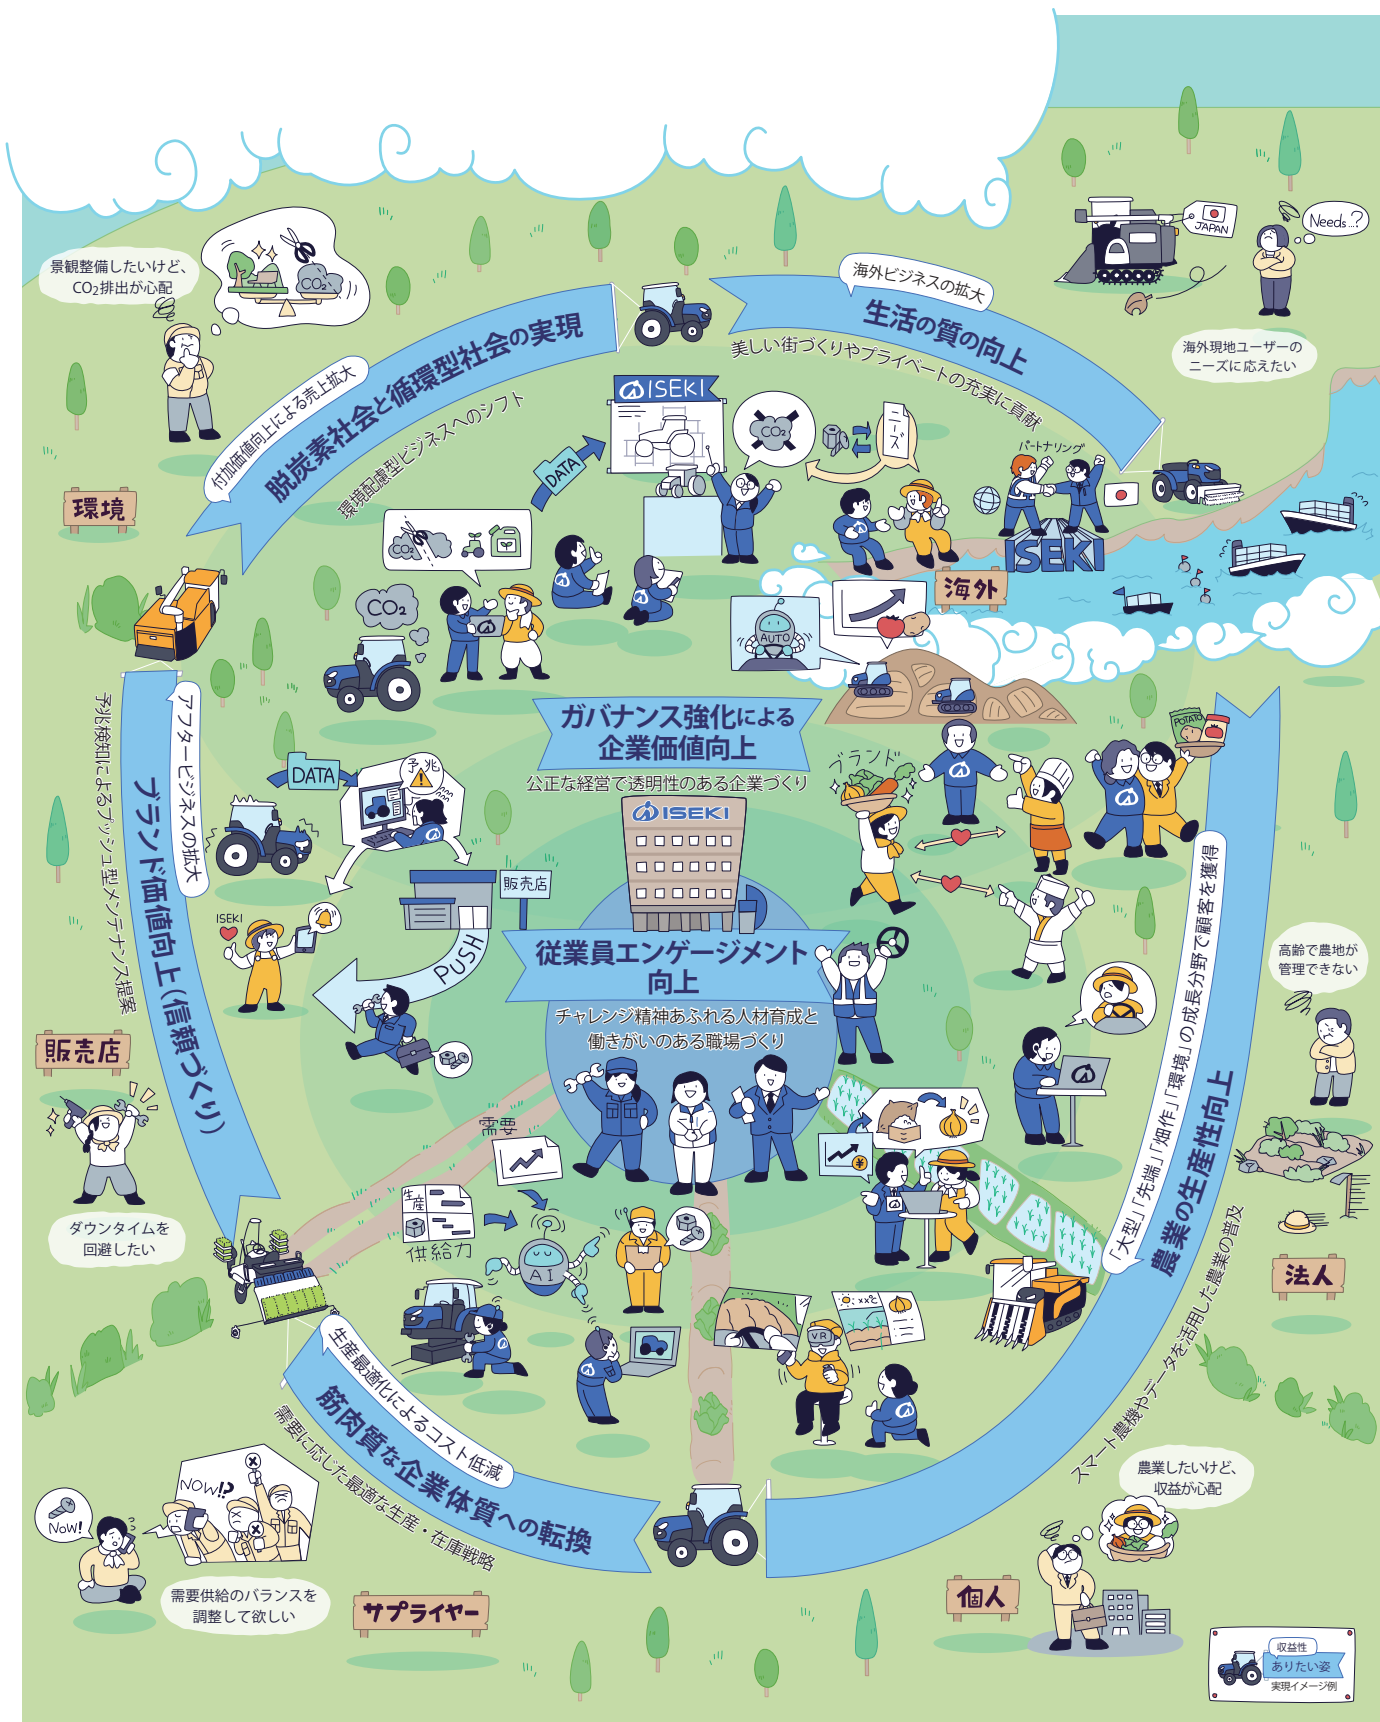 JAPAN
Needs…?
海外現地ユーザーの
ニーズに応えたい
景観整備したいけど、
CO2排出が心配
CO2
環境
付加価値向上による売上拡大
脱炭素社会と循環型社会の実現
環境配慮型ビジネスへのシフト
海外ビジネスの拡大
生活の質の向上
美しい街づくりやプライベートの充実に貢献
ISEKI
DATA
CO2
ニーズ
パートナリング
ISEKI
海外
CO2
CO2
AUTO
ガバナンス強化による
企業価値向上
公正な経営で透明性のある企業づくり
ISEKI
従業員エンゲージメント
向上
チャレンジ精神あふれる人材育成と
働きがいのある職場づくり
アフタービジネスの拡大
ブランド価値向上（信頼づくり）
予兆検知によるプッシュ型メンテナンス提案
DATA
予兆
販売店
PUSH
ISEKI
販売店
ダウンタイムを
回避したい
ブランド
POTATO
「大型」「先端」「畑作」「環境」の成長分野で顧客を獲得
農業の生産性向上
スマート農機やデータを活用した農業の普及
高齢で農地が
管理できない
法人
需要
生産
供給力
AI
¥
××℃
VR
生産最適化によるコスト低減
筋肉質な企業体質への転換
需要に応じた最適な生産・在庫戦略
NOW!
NOW!?
需要供給のバランスを
調整して欲しい
サプライヤー
農業したいけど、
収益が心配
個人
収益性
ありたい姿
実現イメージ例